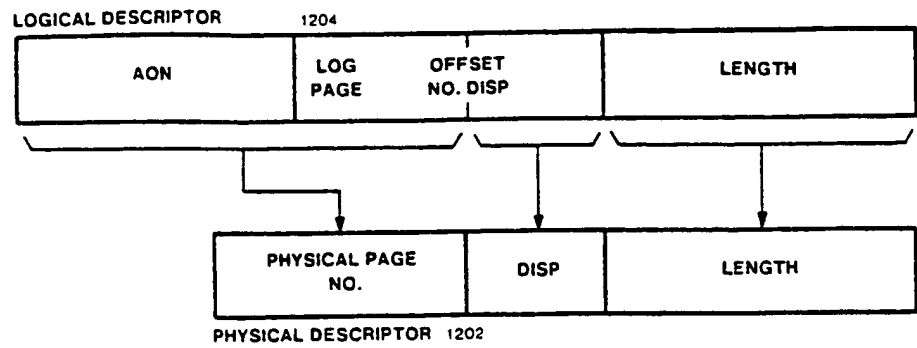 LOGICAL DESCRIPTOR 1204
AON
LOG OFFSET
PAGE NO. DISP
LENGTH
PHYSICAL PAGE
NO.
DISP
LENGTH
PHYSICAL DESCRIPTOR 1202